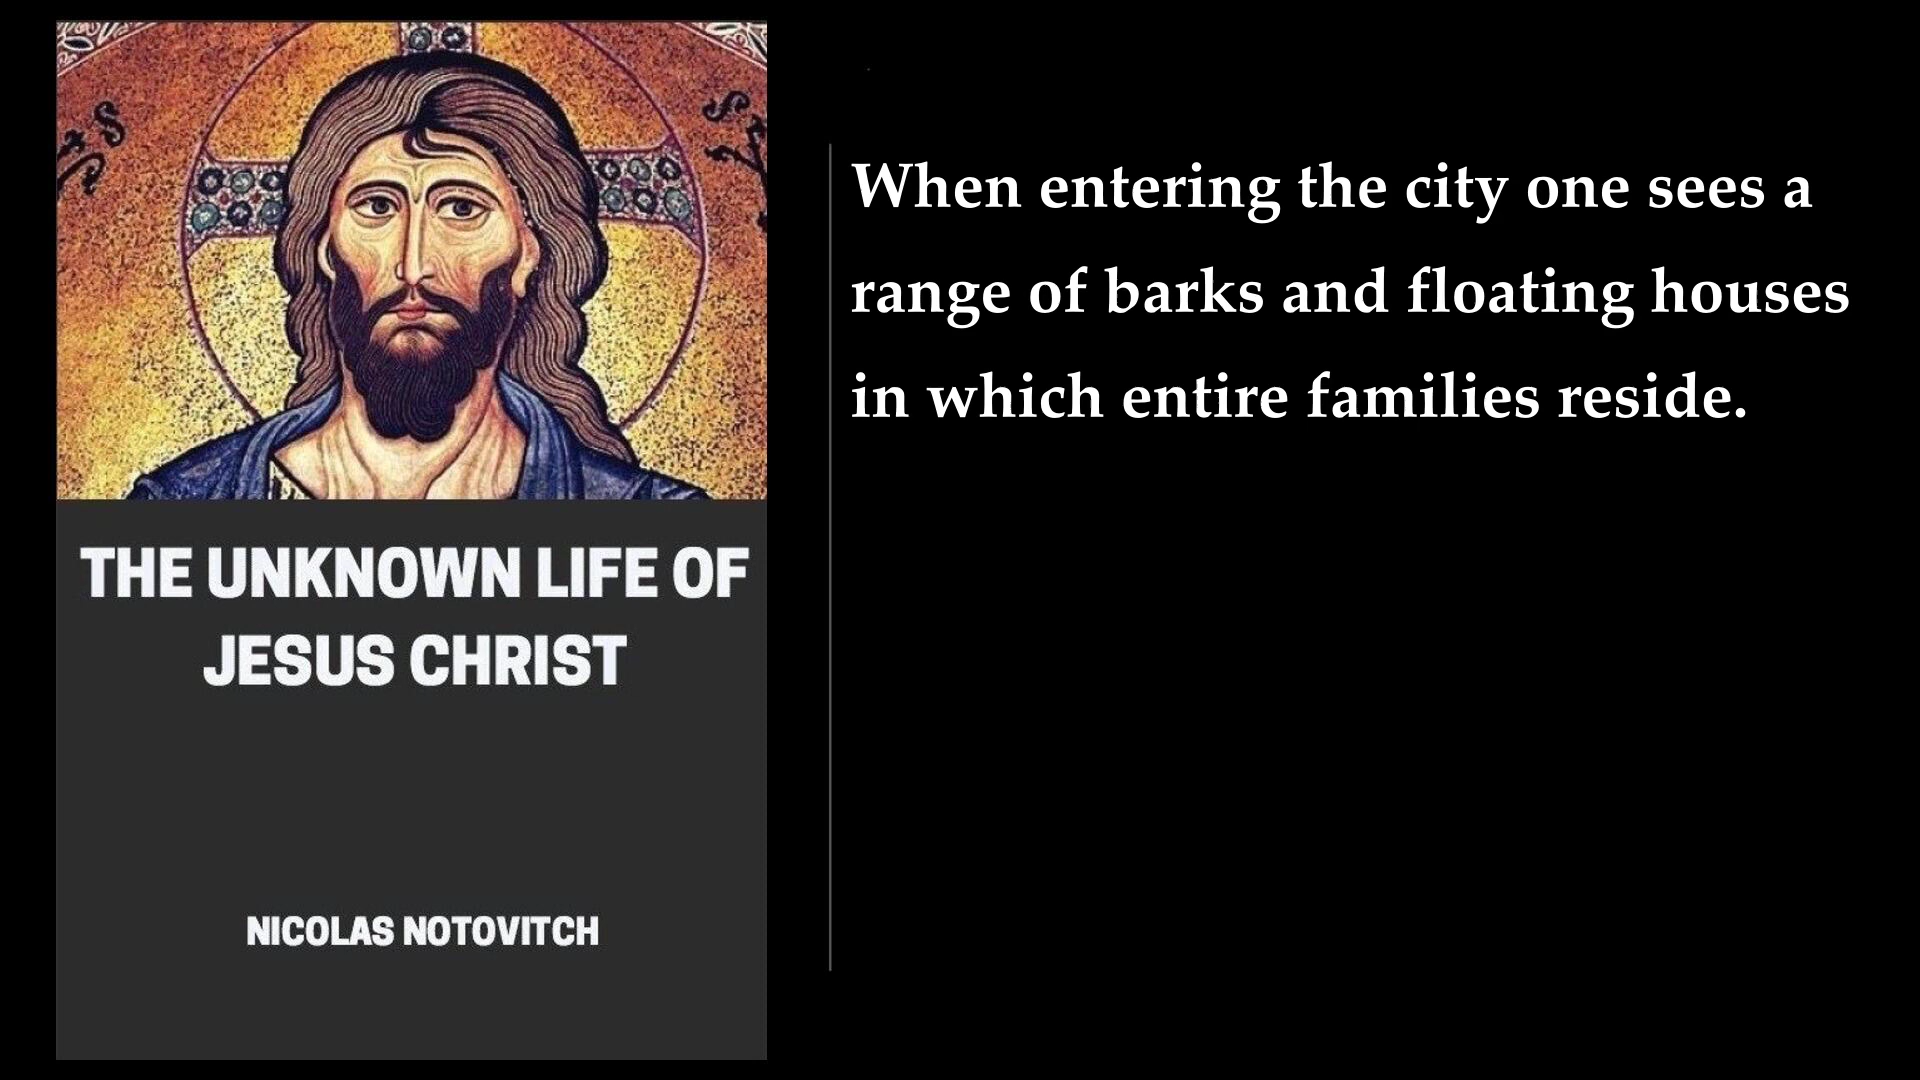 THE UNKNOWN LIFE OF
JESUS CHRIST
NICOLAS NOTOVITCH
When entering the city one sees a
range of barks and floating houses
in which entire families reside.